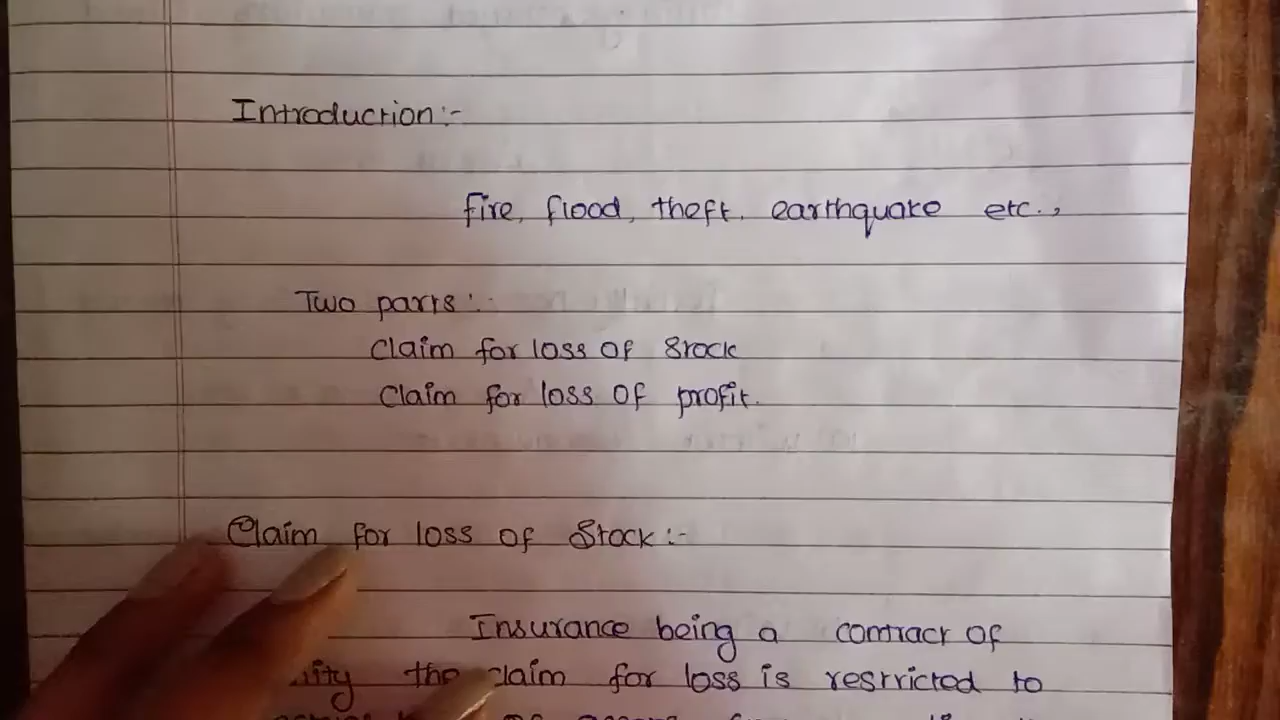 Introduction:-
fire, flood, theft, earthquake etc.,
Two parts:-
Claim for loss of Stock
Claim for loss of profit.
Claim for loss of Stock:-
Insurance being a contract of
the claim for loss is restricted to
of